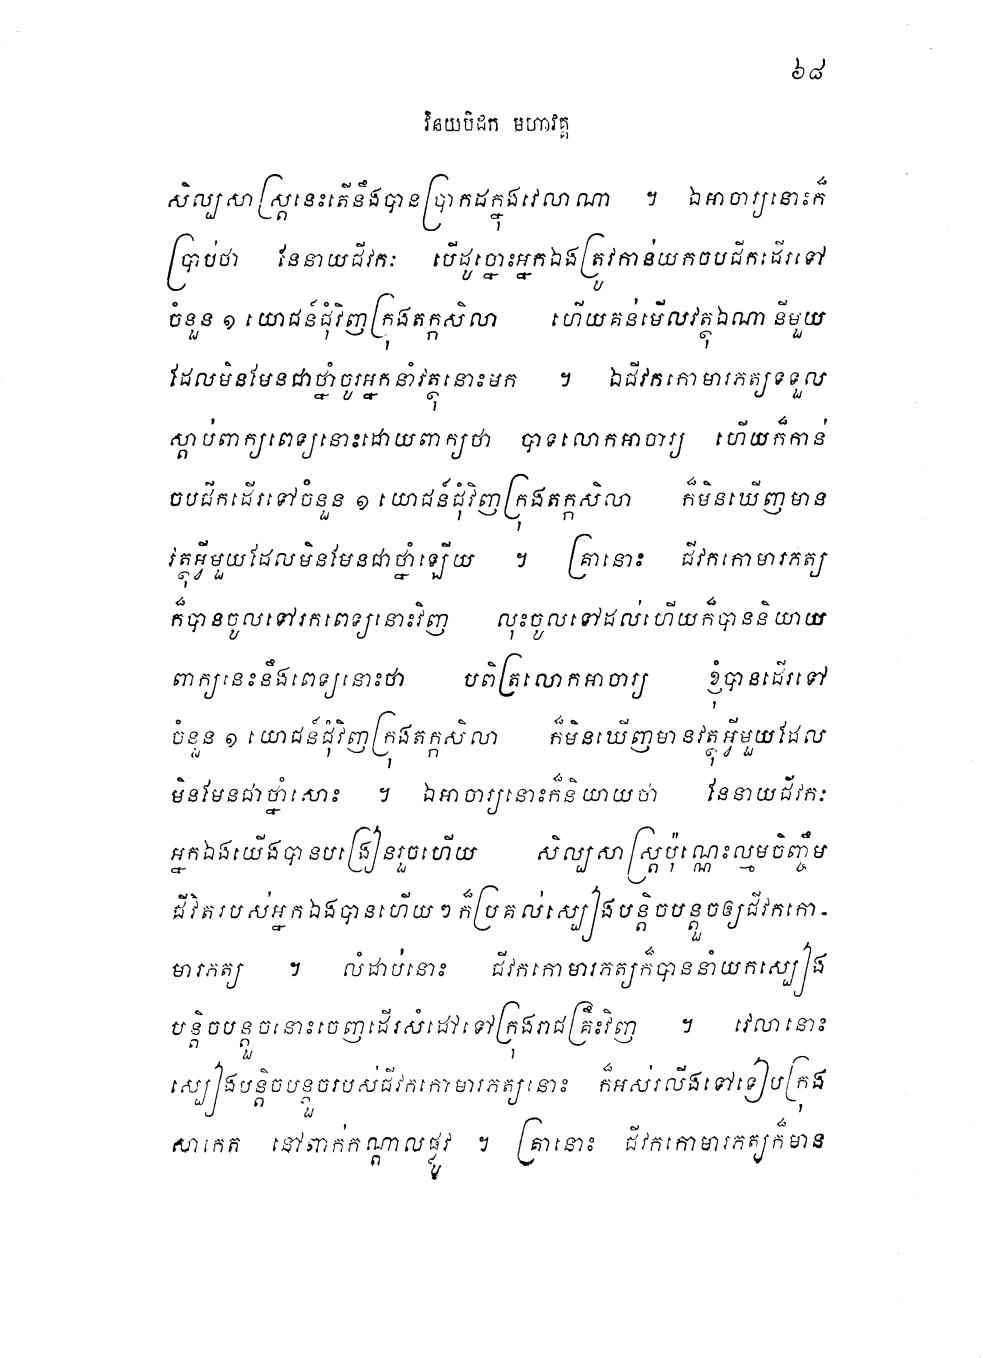 ៦៨
វិនយបិដក មហាវគ្គ
សិល្បសាស្ត្រនេះតើនឹងបានប្រាកដក្នុងវេលាណា ។ ឯអាចារ្យនោះក៏
ប្រាប់ថា នែនាយជីវកៈ បើដូច្នោះអ្នកឯងត្រូវកាន់យកចបជីកដើរទៅ
ចំនួន ១ យោជន៍ជុំវិញក្រុងតក្កសិលា ហើយគន់មើលវត្ថុឯណានីមួយ
ដែលមិនមែនជាថ្នាំចូរអ្នកនាំវត្ថុនោះមក ។ ឯជីវកកោមារភត្យទទួល
ស្តាប់ពាក្យពេទ្យនោះដោយពាក្យថា បាទលោកអាចារ្យ ហើយក៏កាន់
ចបជីកដើរទៅចំនួន ១ យោជន៍ជុំវិញក្រុងតក្កសិលា ក៏មិនឃើញមាន
វត្ថុអ្វីមួយដែលមិនមែនជាថ្នាំឡើយ ។ គ្រានោះ ជីវកកោមារភត្យ
ក៏បានចូលទៅរកពេទ្យនោះវិញ លុះចូលទៅដល់ហើយក៏បាននិយាយ
ពាក្យនេះនឹងពេទ្យនោះថា បពិត្រលោកអាចារ្យ ខ្ញុំបានដើរទៅ
ចំនួន ១ យោជន៍ជុំវិញក្រុងតក្កសិលា ក៏មិនឃើញមានវត្ថុអ្វីមួយដែល
មិនមែនជាថ្នាំសោះ ។ ឯអាចារ្យនោះក៏និយាយថា នែនាយជីវកៈ
អ្នកឯងយើងបានបង្រៀនរួចហើយ សិល្បសាស្ត្រប៉ុណ្ណេះល្មមចិញ្ចឹម
ជីវិតរបស់អ្នកឯងបានហើយៗ ក៏ប្រគល់ស្បៀងបន្តិចបន្តួចឲ្យជីវកកោ-
មារភត្យ ។ លំដាប់នោះ ជីវកកោមារភត្យក៏បាននាំយកស្បៀង
បន្តិចបន្តួចនោះចេញដើរសំដៅទៅក្រុងរាជគ្រឹះវិញ ។ វេលានោះ
ស្បៀងបន្តិចបន្តួចរបស់ជីវកកោមារភត្យនោះ ក៏អស់រលីងទៅទៀបក្រុង
សាកេត នៅពាក់កណ្តាលផ្លូវ ។ គ្រានោះ ជីវកកោមារភត្យក៏មាន